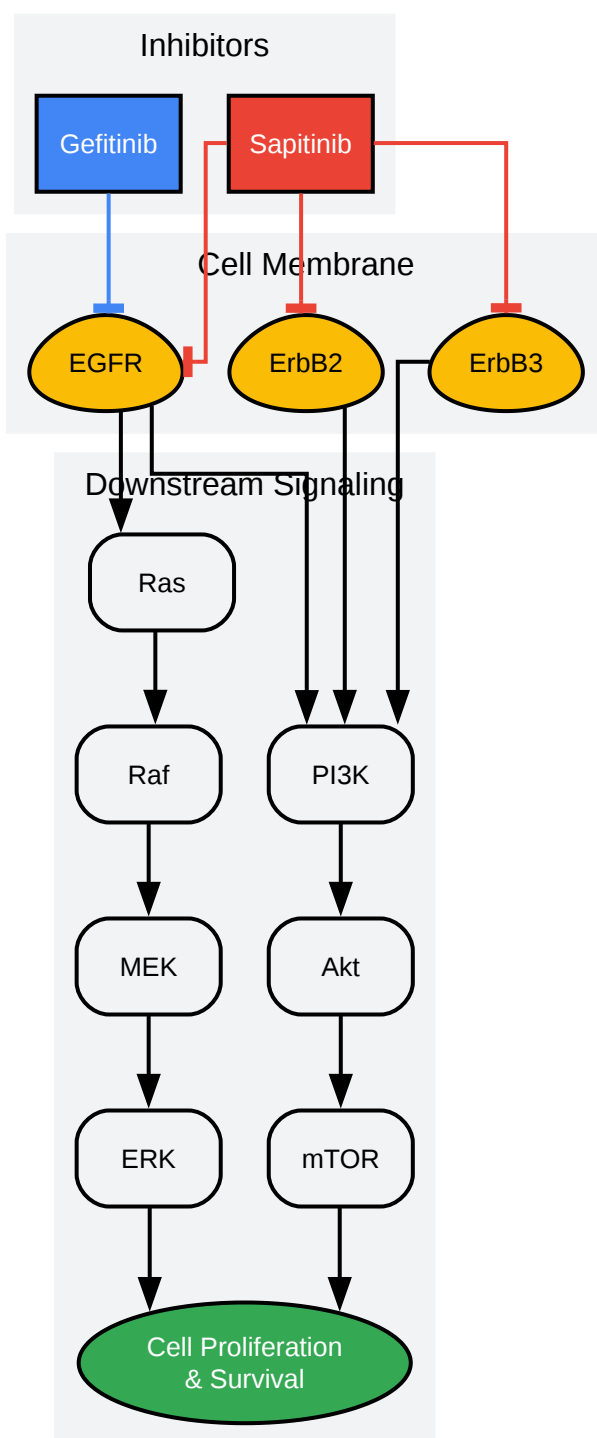 Inhibitors
Gefitinib
Sapitinib
Cell Membrane
EGFR
ErbB2
ErbB3
Downstream Signaling
Ras
Raf
PI3K
MEK
Akt
ERK
mTOR
Cell Proliferation
& Survival